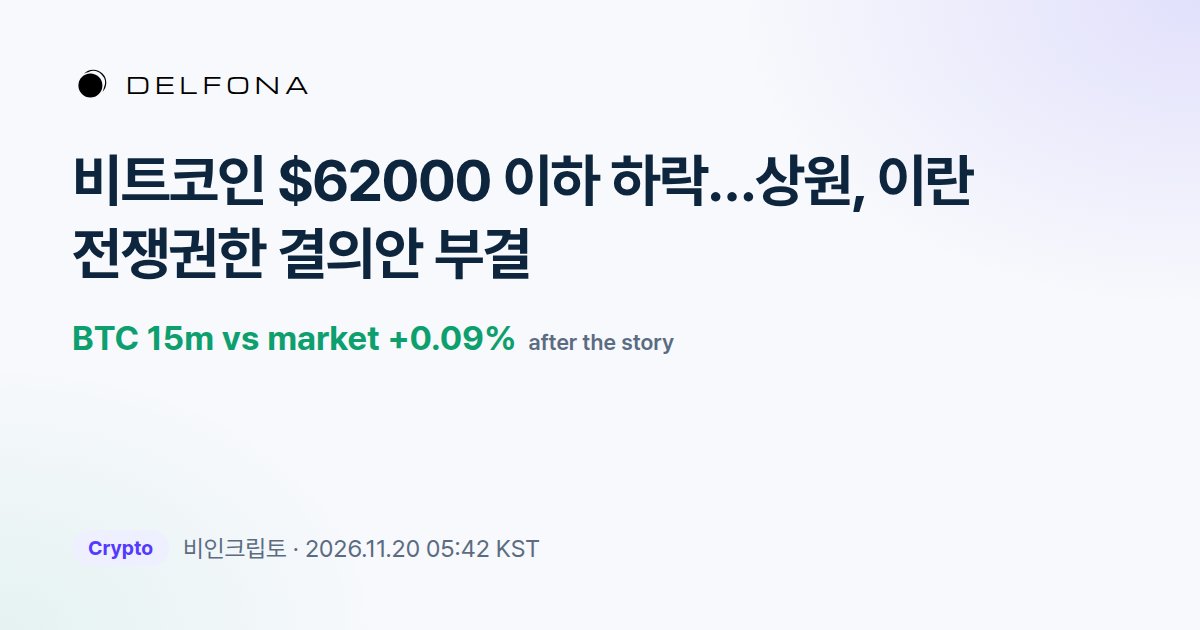 DELFONA
비트코인 $62000 이하 하락...상원, 이란
전쟁권한 결의안 부결
BTC 15m vs market +0.09% after the story
Crypto 비인크립토 · 2026.11.20 05:42 KST